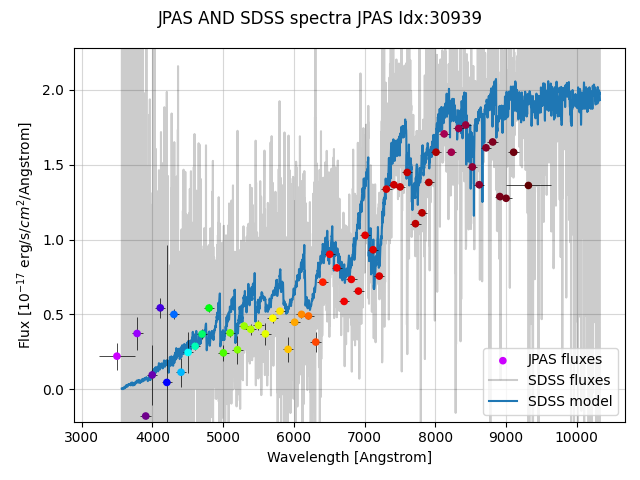 JPAS AND SDSS spectra JPAS Idx:30939
2.0
1.5
1.0
0.5
0.0
Flux [10⁻¹⁷ erg/s/cm²/Angstrom]
JPAS fluxes
SDSS fluxes
SDSS model
3000 4000 5000 6000 7000 8000 9000 10000
Wavelength [Angstrom]